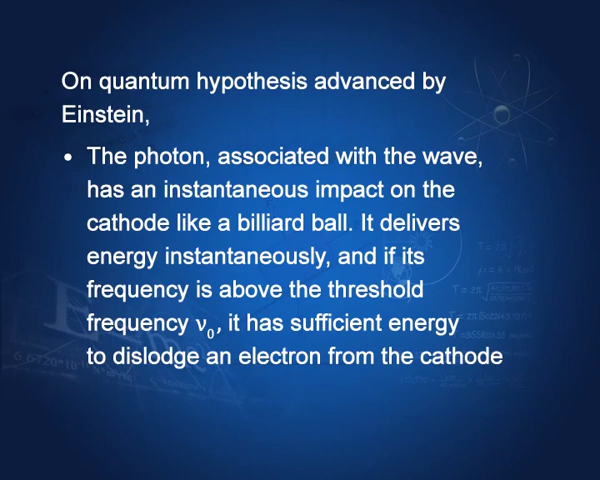 On quantum hypothesis advanced by
Einstein,
• The photon, associated with the wave,
has an instantaneous impact on the
cathode like a billiard ball. It delivers
energy instantaneously, and if its
frequency is above the threshold
frequency ν₀, it has sufficient energy
to dislodge an electron from the cathode